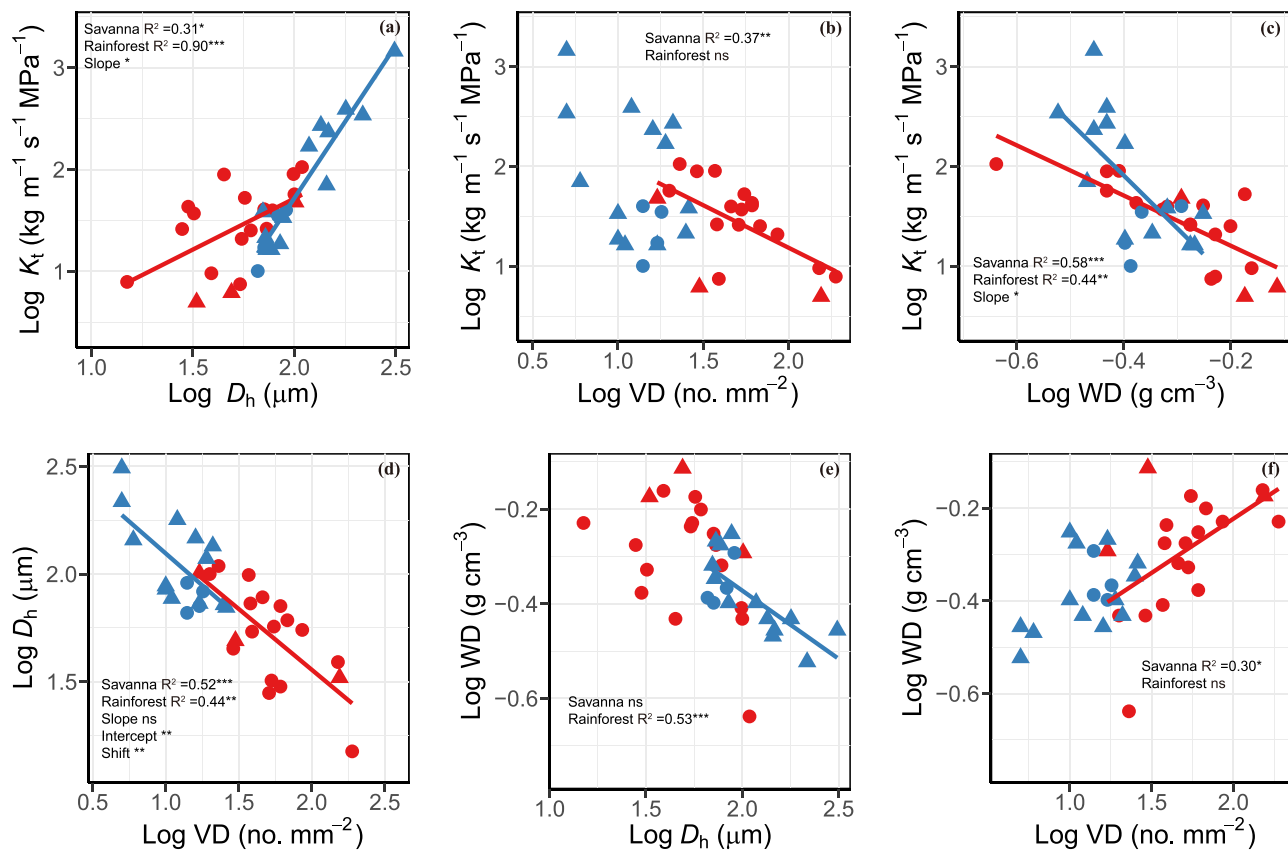 (a)
Savanna R² =0.31*
Rainforest R² =0.90***
Slope *
Log Kt (kg m⁻¹ s⁻¹ MPa⁻¹)
3
2
1
1.0 1.5 2.0 2.5
Log Dh (μm)
(b)
Savanna R² =0.37**
Rainforest ns
Log Kt (kg m⁻¹ s⁻¹ MPa⁻¹)
3
2
1
0.5 1.0 1.5 2.0
Log VD (no. mm⁻²)
(c)
Savanna R² =0.58***
Rainforest R² =0.44**
Slope *
Log Kt (kg m⁻¹ s⁻¹ MPa⁻¹)
3
2
1
−0.6 −0.4 −0.2
Log WD (g cm⁻³)
(d)
Savanna R² =0.52***
Rainforest R² =0.44**
Slope ns
Intercept **
Shift **
Log Dh (μm)
2.5
2.0
1.5
0.5 1.0 1.5 2.0 2.5
Log VD (no. mm⁻²)
(e)
Savanna ns
Rainforest R² =0.53***
Log WD (g cm⁻³)
−0.2
−0.4
−0.6
1.0 1.5 2.0 2.5
Log Dh (μm)
(f)
Savanna R² =0.30*
Rainforest ns
Log WD (g cm⁻³)
−0.2
−0.4
−0.6
1.0 1.5 2.0
Log VD (no. mm⁻²)